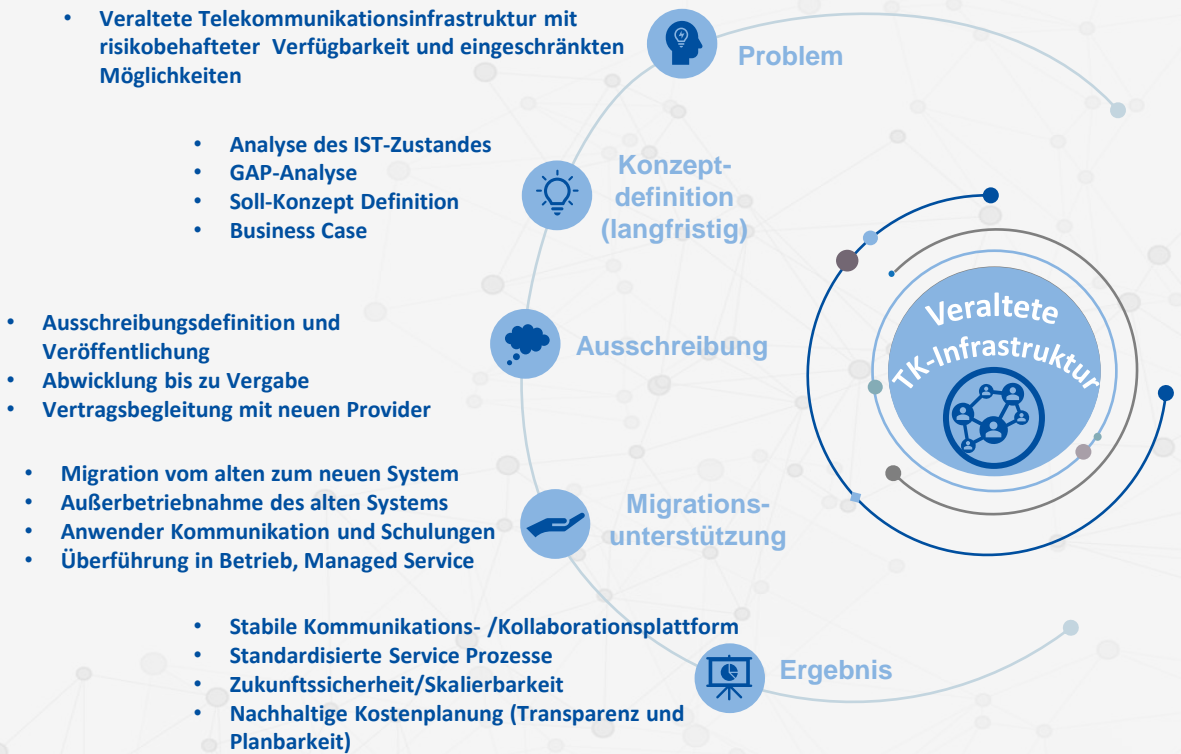 • Veraltete Telekommunikationsinfrastruktur mit
risikobehafteter Verfügbarkeit und eingeschränkten
Möglichkeiten
Problem
• Analyse des IST-Zustandes
• GAP-Analyse
• Soll-Konzept Definition
• Business Case
Konzept-
definition
(langfristig)
• Ausschreibungsdefinition und
Veröffentlichung
• Abwicklung bis zu Vergabe
• Vertragsbegleitung mit neuen Provider
Ausschreibung
• Migration vom alten zum neuen System
• Außerbetriebnahme des alten Systems
• Anwender Kommunikation und Schulungen
• Überführung in Betrieb, Managed Service
Migrations-
unterstützung
• Stabile Kommunikations- /Kollaborationsplattform
• Standardisierte Service Prozesse
• Zukunftssicherheit/Skalierbarkeit
• Nachhaltige Kostenplanung (Transparenz und
Planbarkeit)
Ergebnis
Veraltete
TK-Infrastruktur